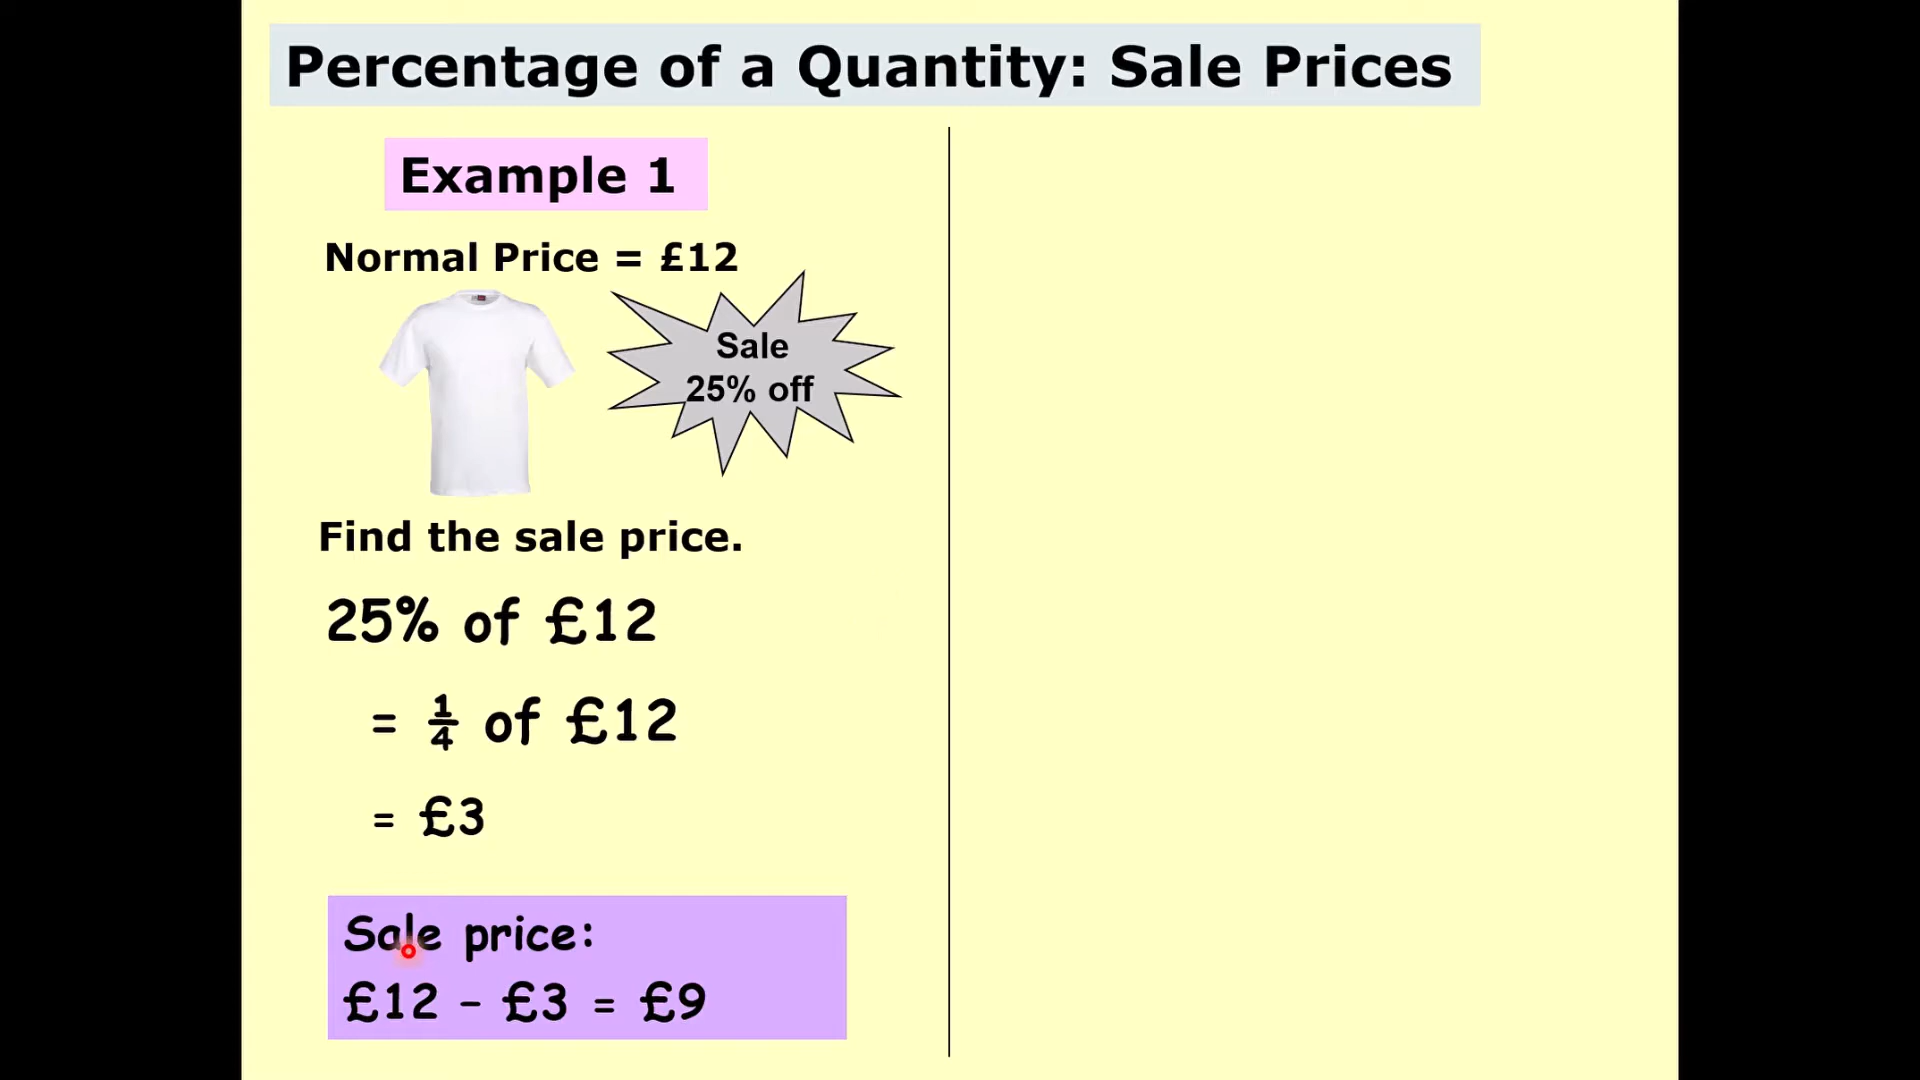 Percentage of a Quantity: Sale Prices
Example 1
Normal Price = £12
Sale
25% off
Find the sale price.
25% of £12
= 1/4 of £12
= £3
Sale price:
£12 - £3 = £9